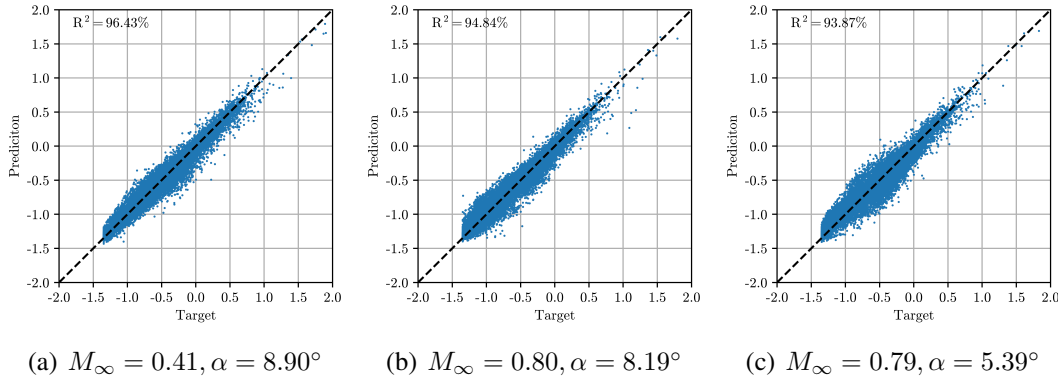 R² = 96.43%
2.0
1.5
1.0
0.5
0.0
-0.5
-1.0
-1.5
-2.0
Prediciton
-2.0 -1.5 -1.0 -0.5 0.0 0.5 1.0 1.5 2.0
Target
(a) M∞ = 0.41, α = 8.90°
R² = 94.84%
2.0
1.5
1.0
0.5
0.0
-0.5
-1.0
-1.5
-2.0
Prediciton
-2.0 -1.5 -1.0 -0.5 0.0 0.5 1.0 1.5 2.0
Target
(b) M∞ = 0.80, α = 8.19°
R² = 93.87%
2.0
1.5
1.0
0.5
0.0
-0.5
-1.0
-1.5
-2.0
Prediciton
-2.0 -1.5 -1.0 -0.5 0.0 0.5 1.0 1.5 2.0
Target
(c) M∞ = 0.79, α = 5.39°